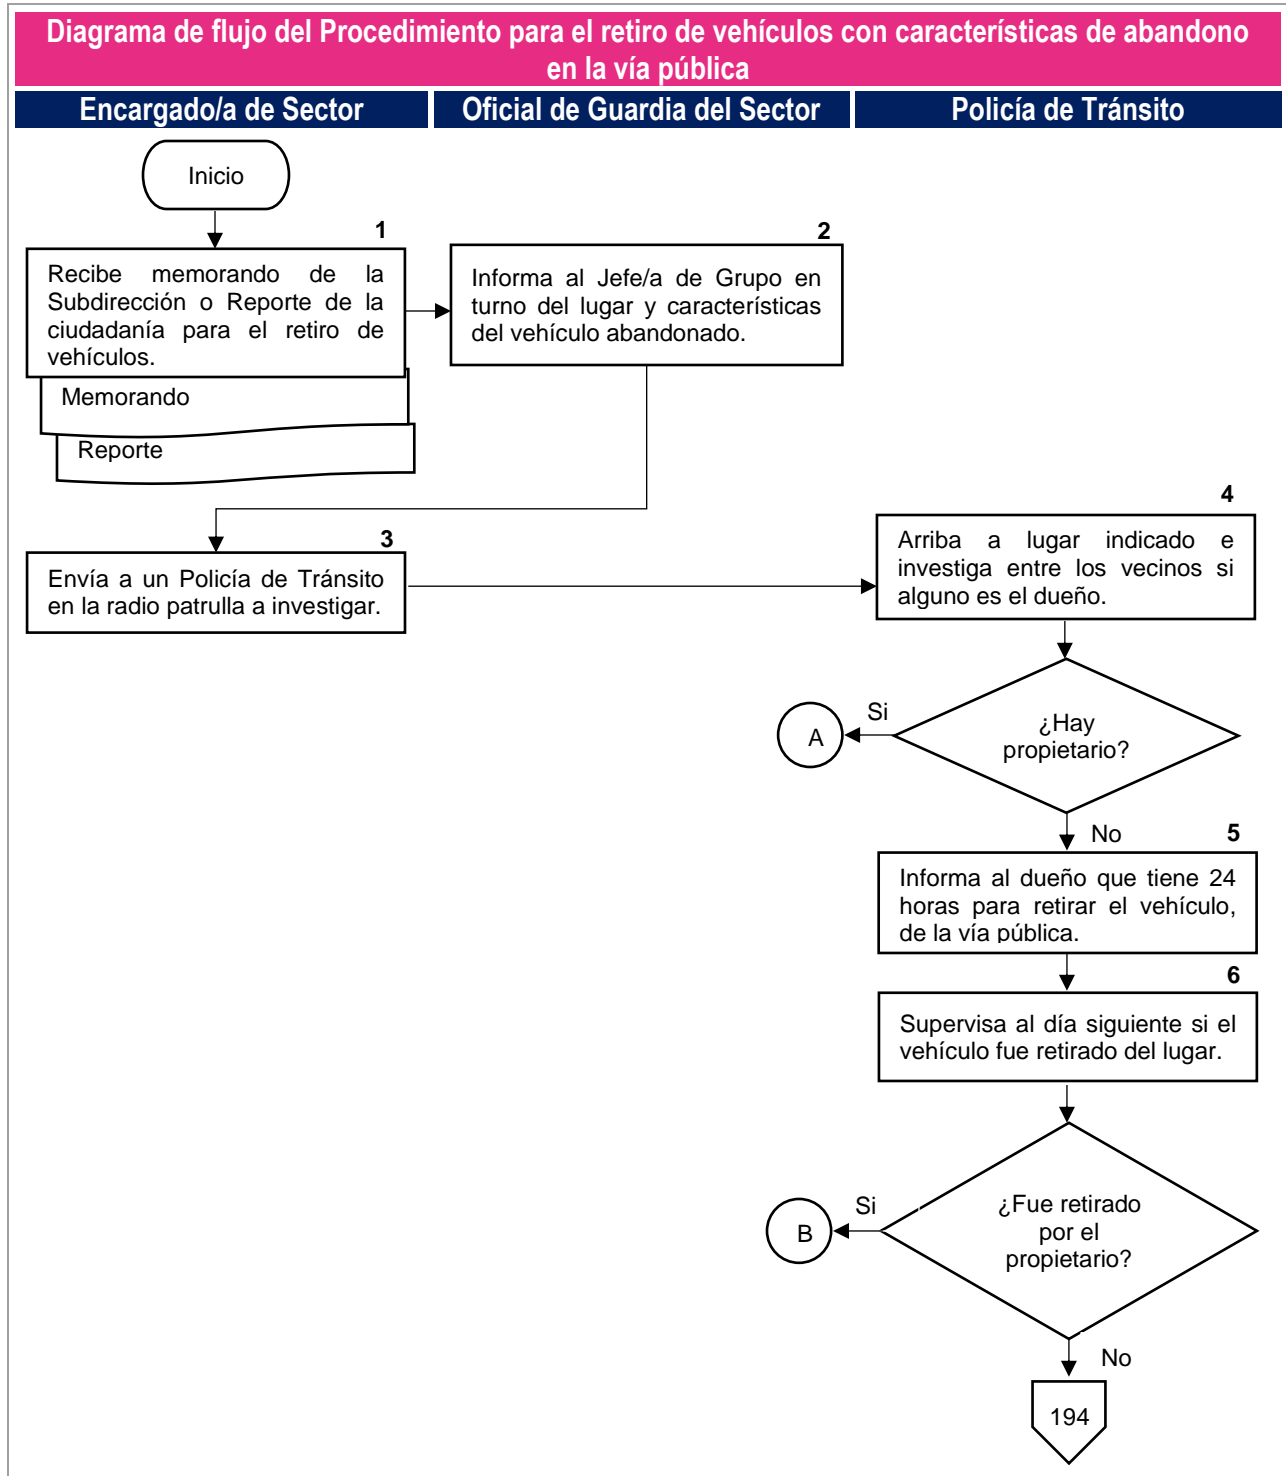 Diagrama de flujo del Procedimiento para el retiro de vehículos con características de abandono
en la vía pública
Encargado/a de Sector
Oficial de Guardia del Sector
Policía de Tránsito
Inicio
1
Recibe memorando de la
Subdirección o Reporte de la
ciudadanía para el retiro de
vehículos.
Memorando
Reporte
2
Informa al Jefe/a de Grupo en
turno del lugar y características
del vehículo abandonado.
3
Envía a un Policía de Tránsito
en la radio patrulla a investigar.
4
Arriba a lugar indicado e
investiga entre los vecinos si
alguno es el dueño.
¿Hay
propietario?
Si
A
No
5
Informa al dueño que tiene 24
horas para retirar el vehículo,
de la vía pública.
6
Supervisa al día siguiente si el
vehículo fue retirado del lugar.
¿Fue retirado
por el
propietario?
Si
B
No
194